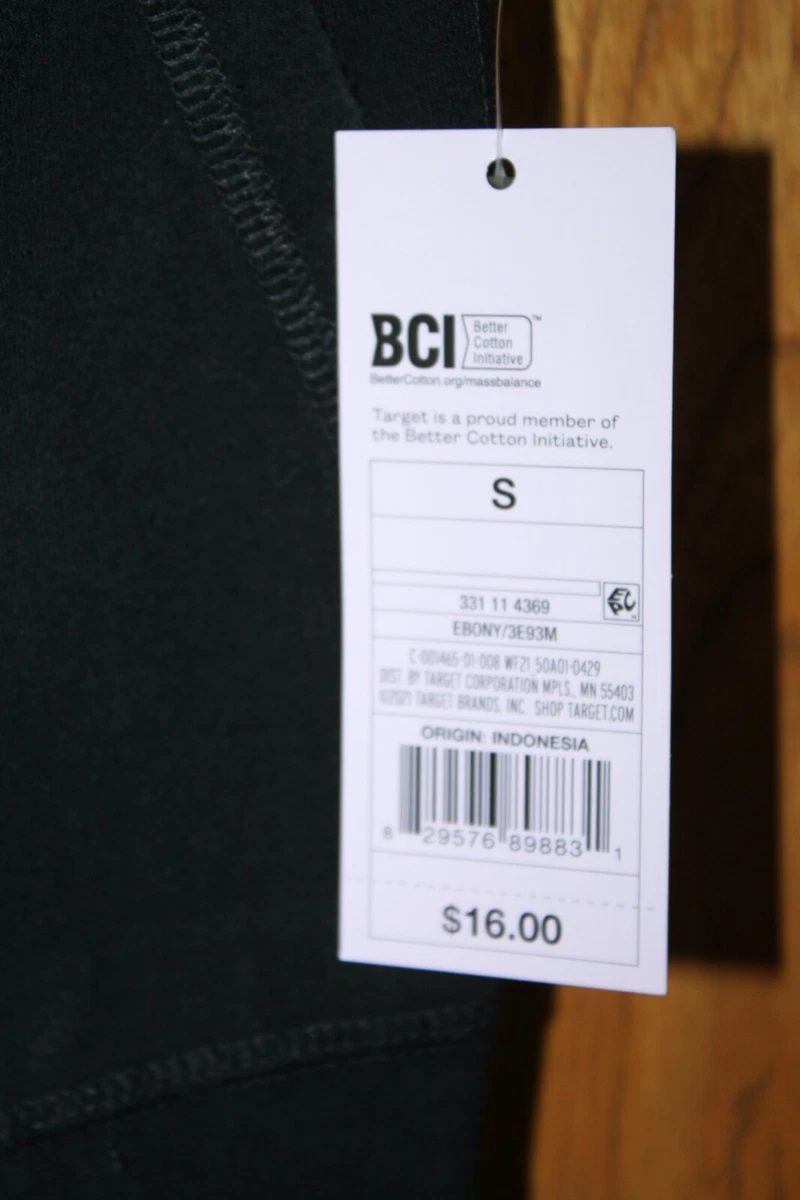 BCI Better Cotton Initiative™
BetterCotton.org/massbalance
Target is a proud member of
the Better Cotton Initiative.
S
331 11 4369
EPC
EBONY/3E93M
C-001465-01-008 WF21 50A01-0429
DIST. BY TARGET CORPORATION MPLS., MN 55403
©2021 TARGET BRANDS, INC. SHOP TARGET.COM
ORIGIN: INDONESIA
8 29576 89883 1
$16.00